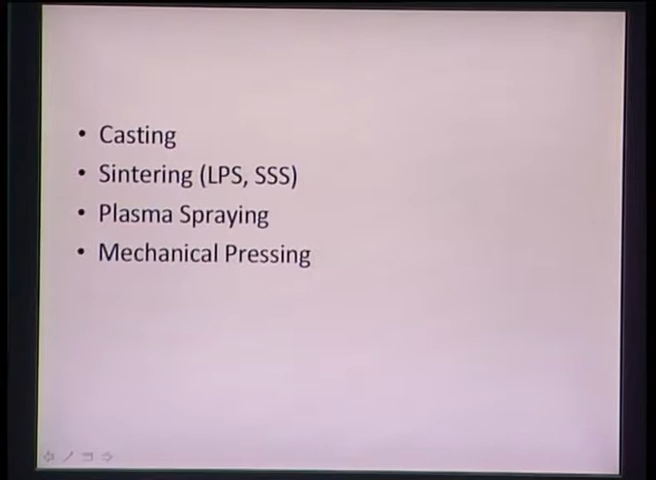 • Casting
• Sintering (LPS, SSS)
• Plasma Spraying
• Mechanical Pressing